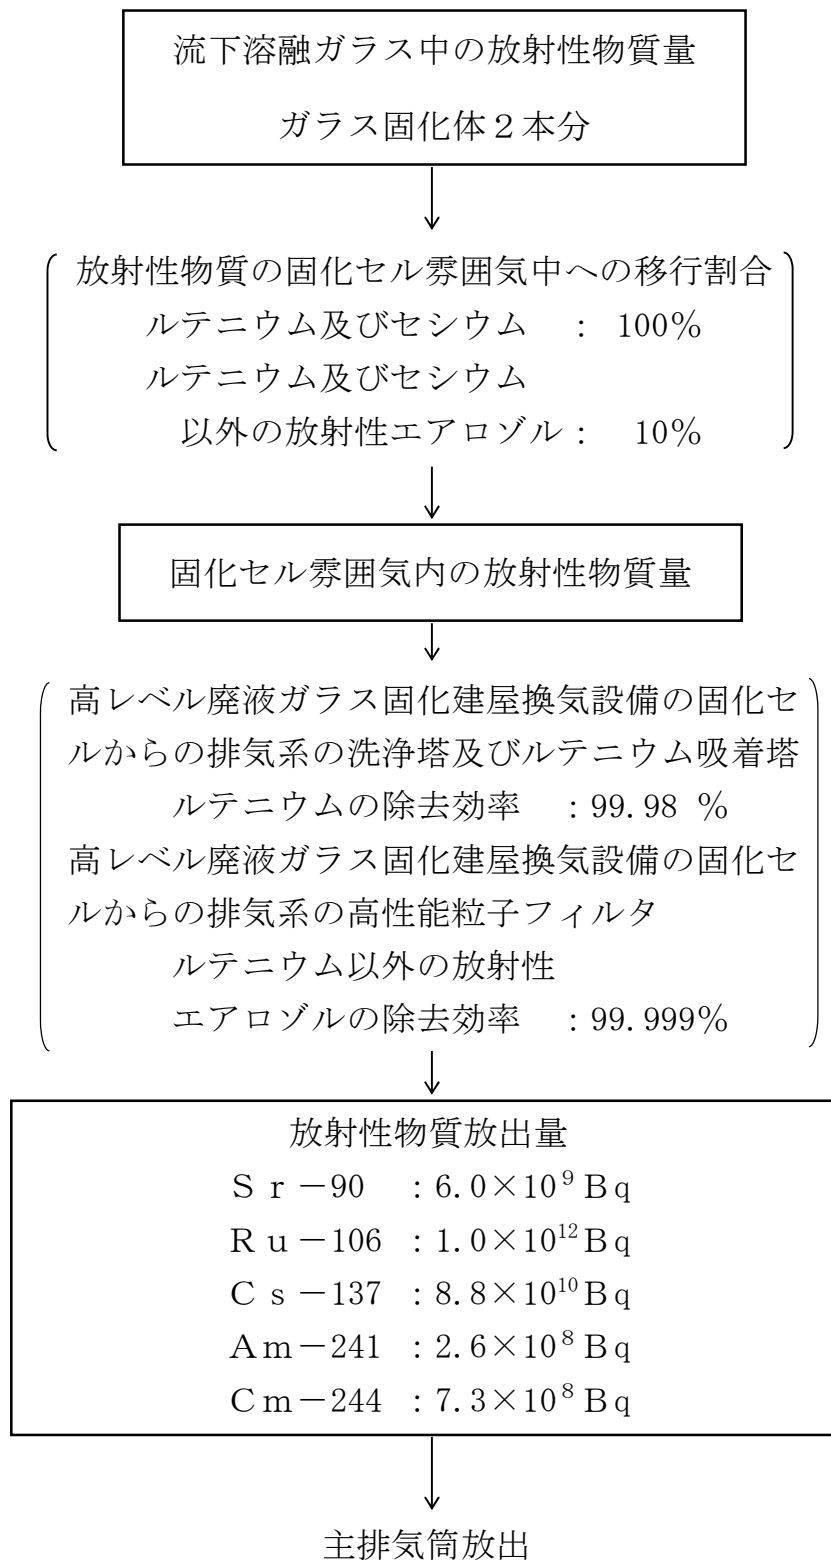 流下溶融ガラス中の放射性物質量
ガラス固化体２本分
放射性物質の固化セル雰囲気中への移行割合
ルテニウム及びセシウム : 100%
ルテニウム及びセシウム
以外の放射性エアロゾル : 10%
固化セル雰囲気内の放射性物質量
高レベル廃液ガラス固化建屋換気設備の固化セ
ルからの排気系の洗浄塔及びルテニウム吸着塔
ルテニウムの除去効率 : 99.98 %
高レベル廃液ガラス固化建屋換気設備の固化セ
ルからの排気系の高性能粒子フィルタ
ルテニウム以外の放射性
エアロゾルの除去効率 : 99.999%
放射性物質放出量
Ｓｒ－90 : 6.0×10⁹Ｂｑ
Ｒｕ－106 : 1.0×10¹²Ｂｑ
Ｃｓ－137 : 8.8×10¹⁰Ｂｑ
Ａｍ－241 : 2.6×10⁸Ｂｑ
Ｃｍ－244 : 7.3×10⁸Ｂｑ
主排気筒放出